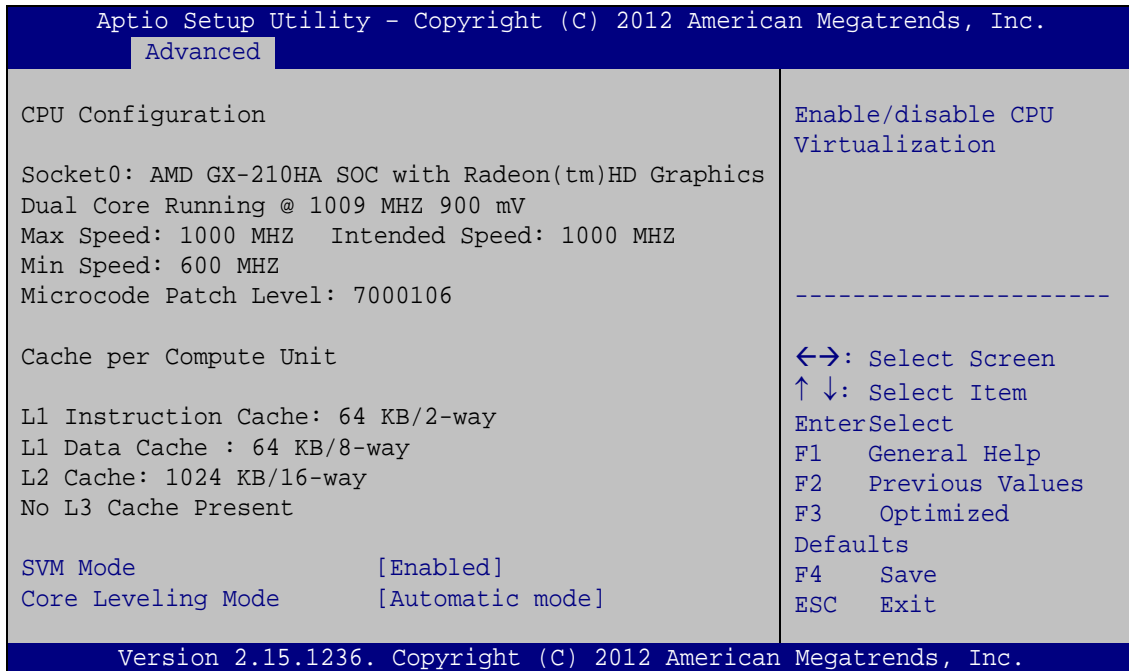 Aptio Setup Utility – Copyright (C) 2012 American Megatrends, Inc.
Advanced
CPU Configuration
Socket0: AMD GX-210HA SOC with Radeon(tm)HD Graphics
Dual Core Running @ 1009 MHZ 900 mV
Max Speed: 1000 MHZ Intended Speed: 1000 MHZ
Min Speed: 600 MHZ
Microcode Patch Level: 7000106
Cache per Compute Unit
L1 Instruction Cache: 64 KB/2-way
L1 Data Cache : 64 KB/8-way
L2 Cache: 1024 KB/16-way
No L3 Cache Present
SVM Mode [Enabled]
Core Leveling Mode [Automatic mode]
Enable/disable CPU
Virtualization
----------------------
←→: Select Screen
↑ ↓: Select Item
EnterSelect
F1 General Help
F2 Previous Values
F3 Optimized
Defaults
F4 Save
ESC Exit
Version 2.15.1236. Copyright (C) 2012 American Megatrends, Inc.